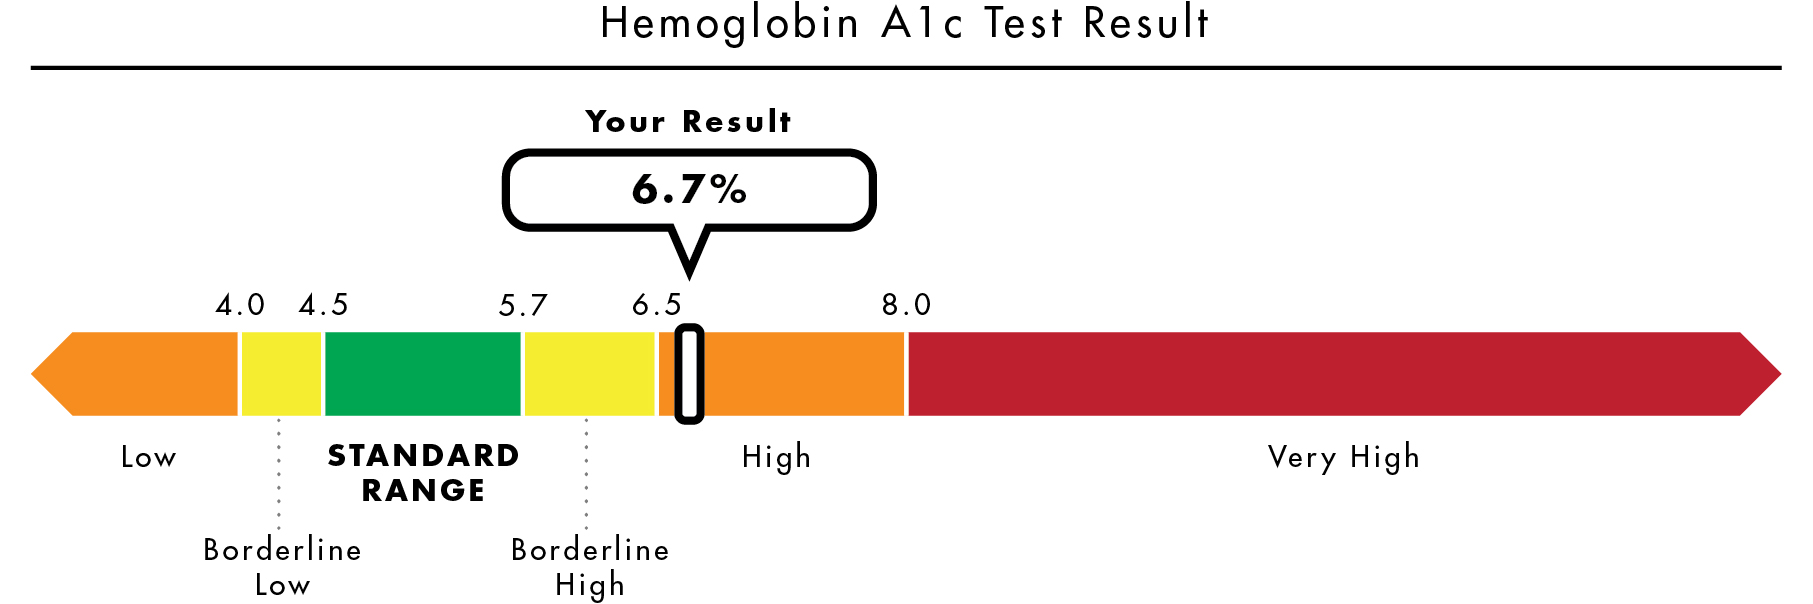 Hemoglobin A1c Test Result
Your Result
6.7%
4.0 4.5 5.7 6.5 8.0
Low STANDARD High Very High
RANGE
Borderline Borderline
Low High